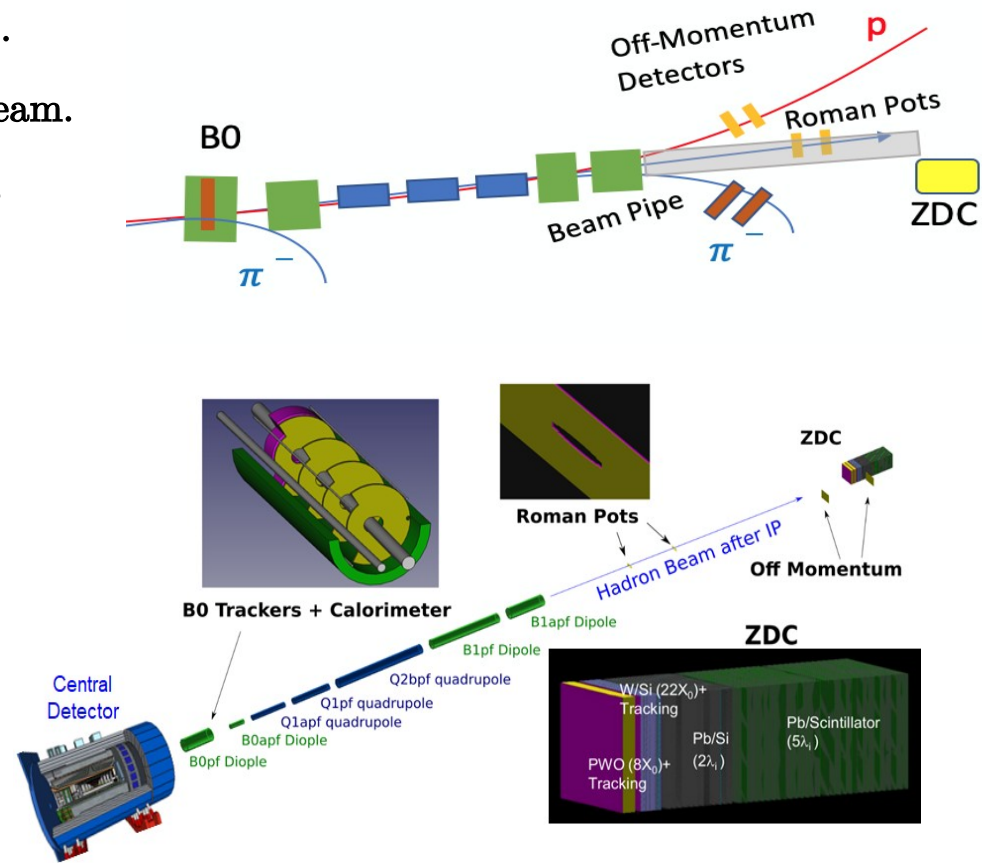 .
eam.
Off-Momentum
Detectors
p
Roman Pots
B0
Beam Pipe
ZDC
π⁻
π⁻
ZDC
Roman Pots
Hadron Beam after IP
Off Momentum
B0 Trackers + Calorimeter
B1apf Dipole
B1pf Dipole
ZDC
Q2bpf quadrupole
Q1pf quadrupole
Q1apf quadrupole
B0apf Diople
B0pf Diople
Central
Detector
W/Si (22X₀)+
Tracking
Pb/Si
(2λᵢ)
Pb/Scintillator
(5λᵢ)
PWO (8X₀)+
Tracking